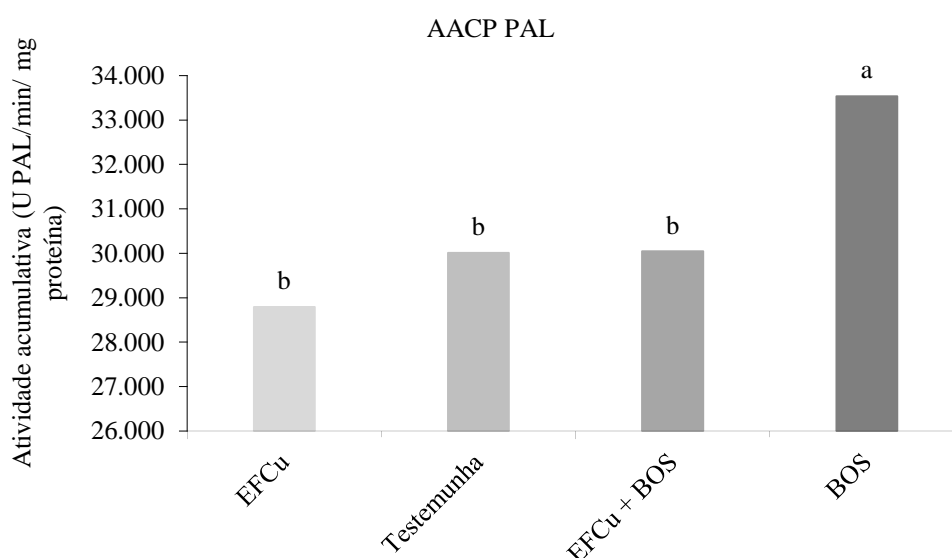 AACP PAL
Atividade acumulativa (U PAL/min/ mg
proteína)
34.000
33.000
32.000
31.000
30.000
29.000
28.000
27.000
26.000
b
b
b
a
EFCu
Testemunha
EFCu + BOS
BOS